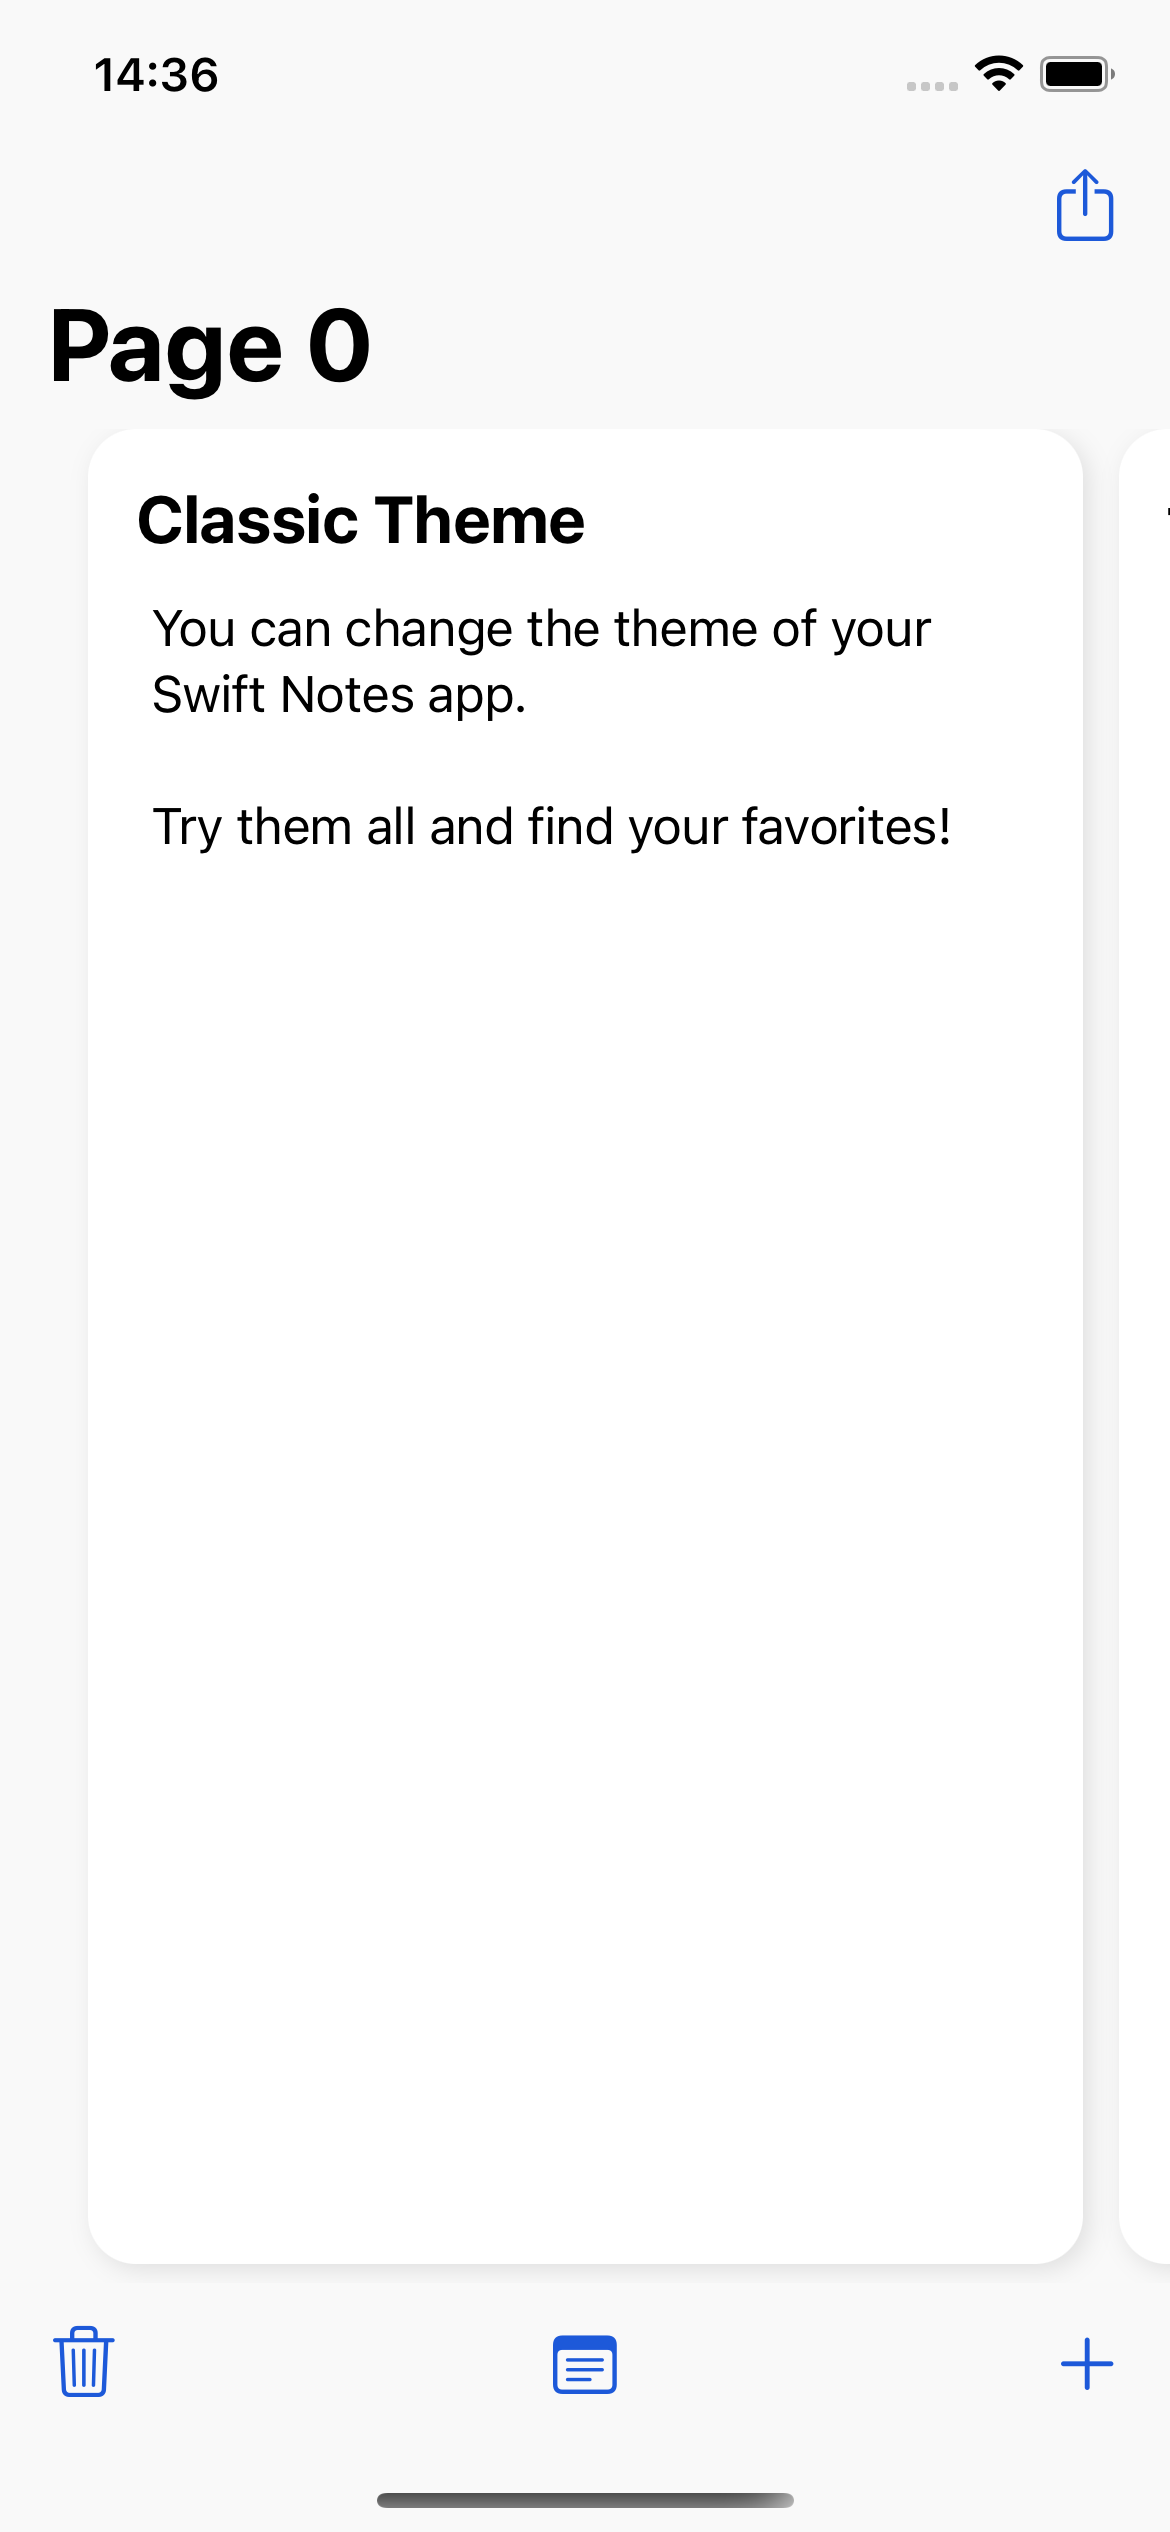 14:36
Page 0
Classic Theme
You can change the theme of your
Swift Notes app.
Try them all and find your favorites!